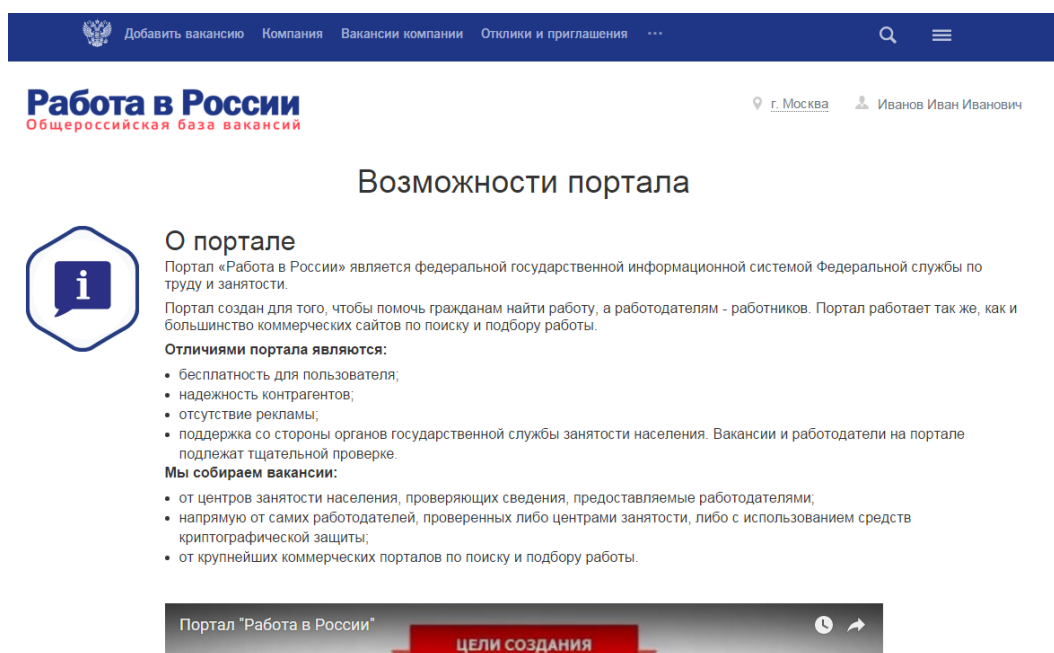 Добавить вакансию Компания Вакансии компании Отклики и приглашения ...
Работа в России
Общероссийская база вакансий
г. Москва Иванов Иван Иванович
Возможности портала
О портале
Портал «Работа в России» является федеральной государственной информационной системой Федеральной службы по
труду и занятости.
Портал создан для того, чтобы помочь гражданам найти работу, а работодателям - работников. Портал работает так же, как и
большинство коммерческих сайтов по поиску и подбору работы.
Отличиями портала являются:
• бесплатность для пользователя;
• надежность контрагентов;
• отсутствие рекламы;
• поддержка со стороны органов государственной службы занятости населения. Вакансии и работодатели на портале
подлежат тщательной проверке.
Мы собираем вакансии:
• от центров занятости населения, проверяющих сведения, предоставляемые работодателями;
• напрямую от самих работодателей, проверенных либо центрами занятости, либо с использованием средств
криптографической защиты;
• от крупнейших коммерческих порталов по поиску и подбору работы.
Портал "Работа в России"
ЦЕЛИ СОЗДАНИЯ